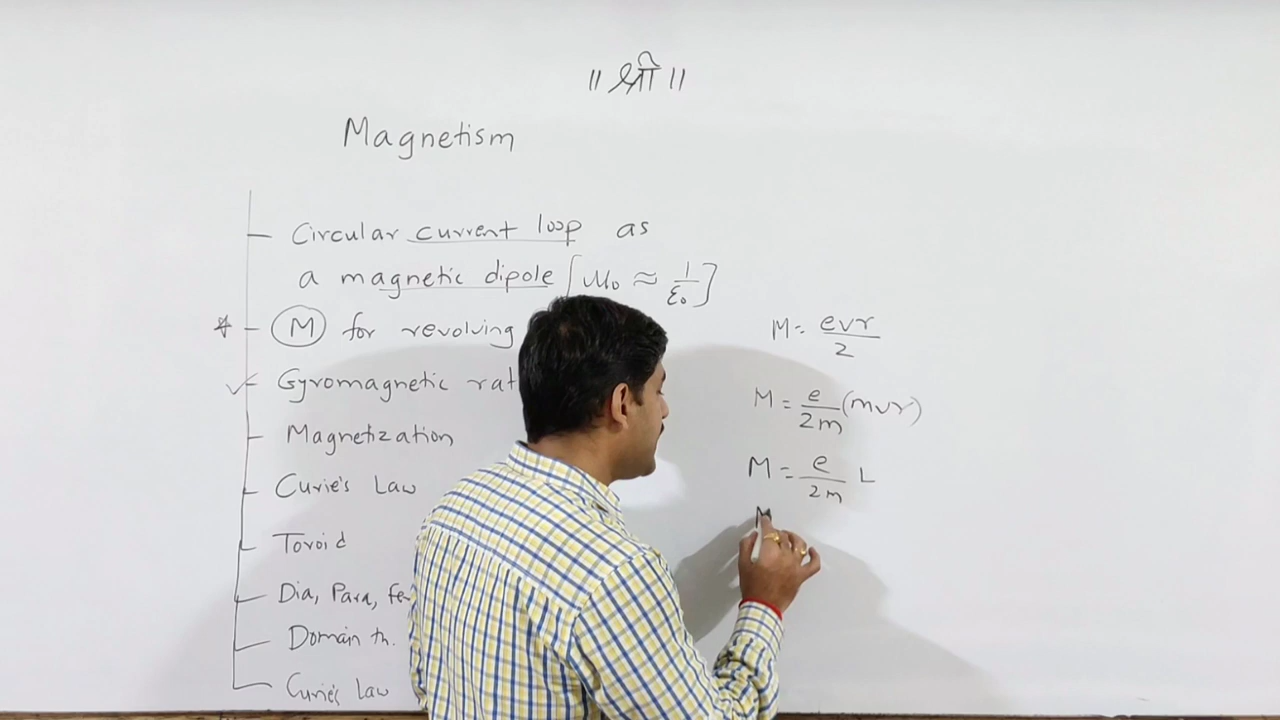 ॥ श्री ॥
Magnetism
Circular current loop as
a magnetic dipole [μ₀ ≈ 1/ε₀]
* M for revolving
✓ Gyromagnetic rat
Magnetization
Curie's Law
Toroid
Dia, Para, Fe
Domain th.
Curie's Law
M = evr/2
M = e/2m (mvr)
M = e/2m L